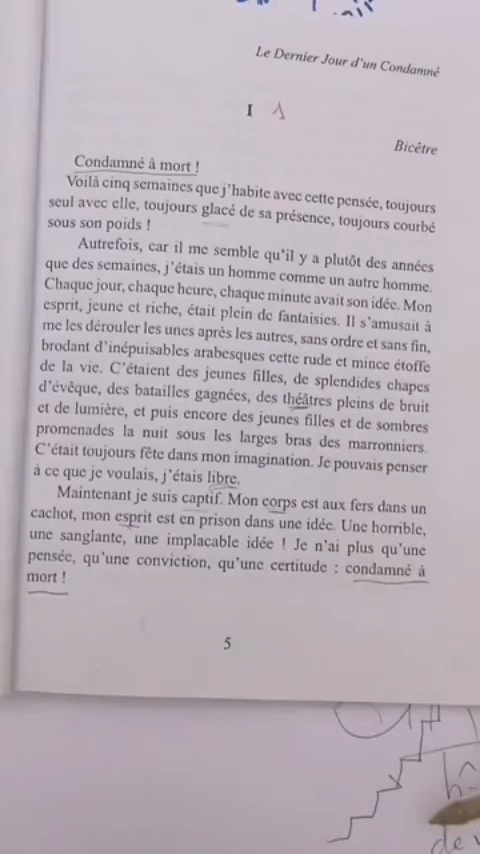 Le Dernier Jour d'un Condamné
I 1
Bicêtre
Condamné à mort !
Voilà cinq semaines que j'habite avec cette pensée, toujours
seul avec elle, toujours glacé de sa présence, toujours courbé
sous son poids !
Autrefois, car il me semble qu'il y a plutôt des années
que des semaines, j'étais un homme comme un autre homme.
Chaque jour, chaque heure, chaque minute avait son idée. Mon
esprit, jeune et riche, était plein de fantaisies. Il s'amusait à
me les dérouler les unes après les autres, sans ordre et sans fin,
brodant d'inépuisables arabesques cette rude et mince étoffe
de la vie. C'étaient des jeunes filles, de splendides chapes
d'évêque, des batailles gagnées, des théâtres pleins de bruit
et de lumière, et puis encore des jeunes filles et de sombres
promenades la nuit sous les larges bras des marronniers.
C'était toujours fête dans mon imagination. Je pouvais penser
à ce que je voulais, j'étais libre.
Maintenant je suis captif. Mon corps est aux fers dans un
cachot, mon esprit est en prison dans une idée. Une horrible,
une sanglante, une implacable idée ! Je n'ai plus qu'une
pensée, qu'une conviction, qu'une certitude : condamné à
mort !
5